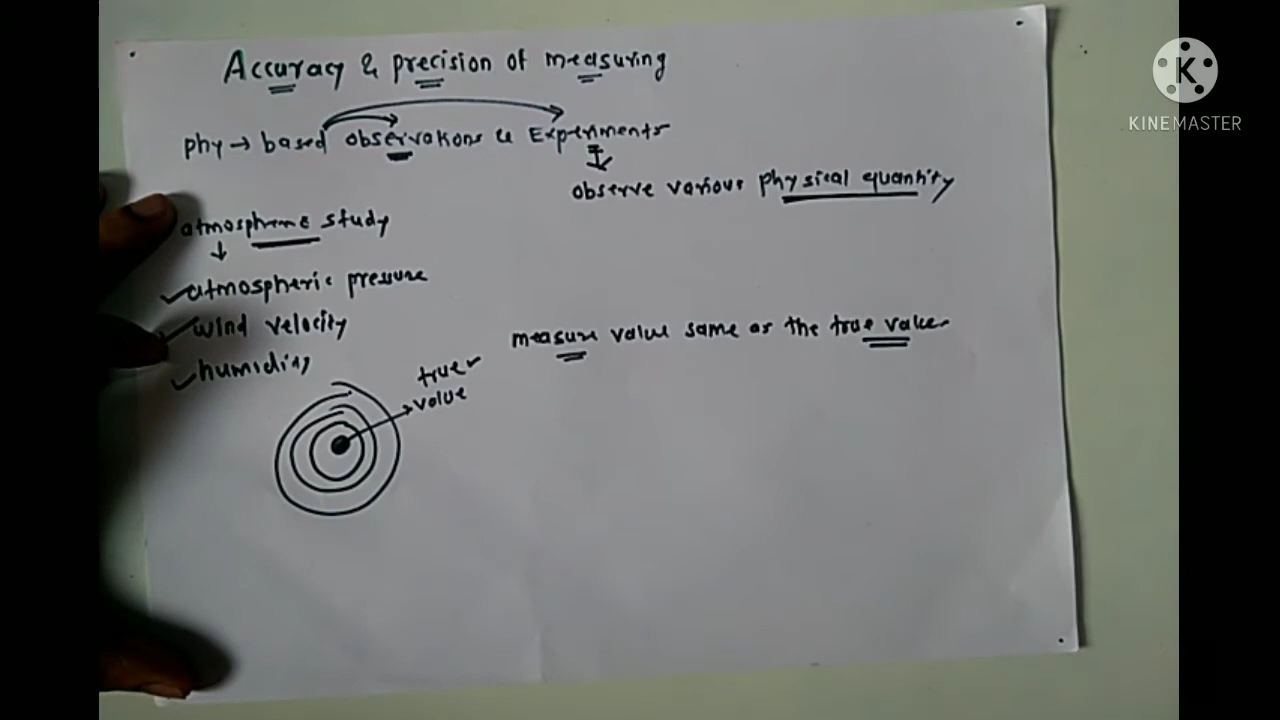 Accuracy & precision of measuring
phy → based observations & Experiments
observe various physical quantity
atmosphere study
↓
✓atmospheric pressure
✓wind velocity
✓humidity
measure value same as the true value
true
value
K
KINEMASTER